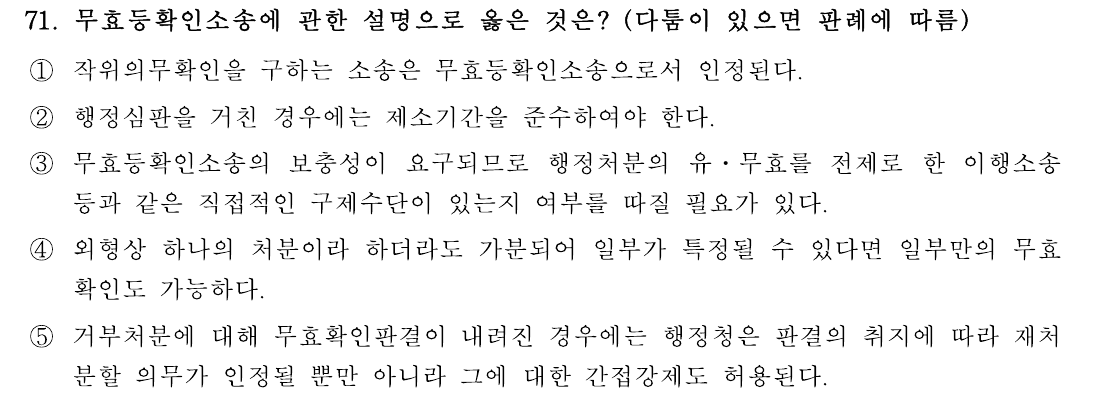 71. 무효등확인소송에 관한 설명으로 옳은 것은? (다툼이 있으면 판례에 따름)
① 작위의무확인을 구하는 소송은 무효등확인소송으로서 인정된다.
② 행정심판을 거친 경우에는 제소기간을 준수하여야 한다.
③ 무효등확인소송의 보충성이 요구되므로 행정처분의 유·무효를 전제로 한 이행소송
등과 같은 직접적인 구제수단이 있는지 여부를 따질 필요가 있다.
④ 외형상 하나의 처분이라 하더라도 가분되어 일부가 특정될 수 있다면 일부만의 무효
확인도 가능하다.
⑤ 거부처분에 대해 무효확인판결이 내려진 경우에는 행정청은 판결의 취지에 따라 재처
분할 의무가 인정될 뿐만 아니라 그에 대한 간접강제도 허용된다.